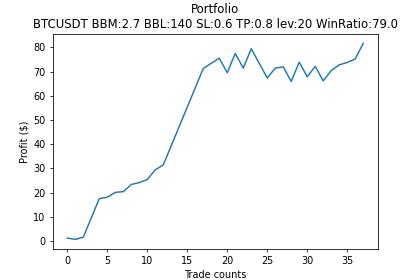 Portfolio
BTCUSDT BBM:2.7 BBL:140 SL:0.6 TP:0.8 lev:20 WinRatio:79.0
80
70
60
50
40
30
20
10
0
Profit ($)
0 5 10 15 20 25 30 35
Trade counts